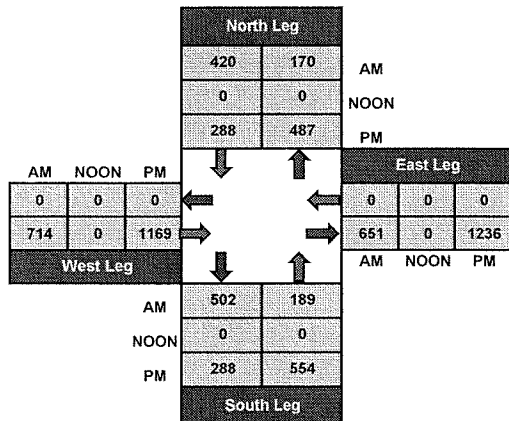 North Leg
420 170 AM
0 0 NOON
288 487 PM
AM NOON PM
East Leg
0 0 0
0 0 0
714 0 1169
651 0 1236
West Leg
AM NOON PM
AM 502 189
NOON 0 0
PM 288 554
South Leg